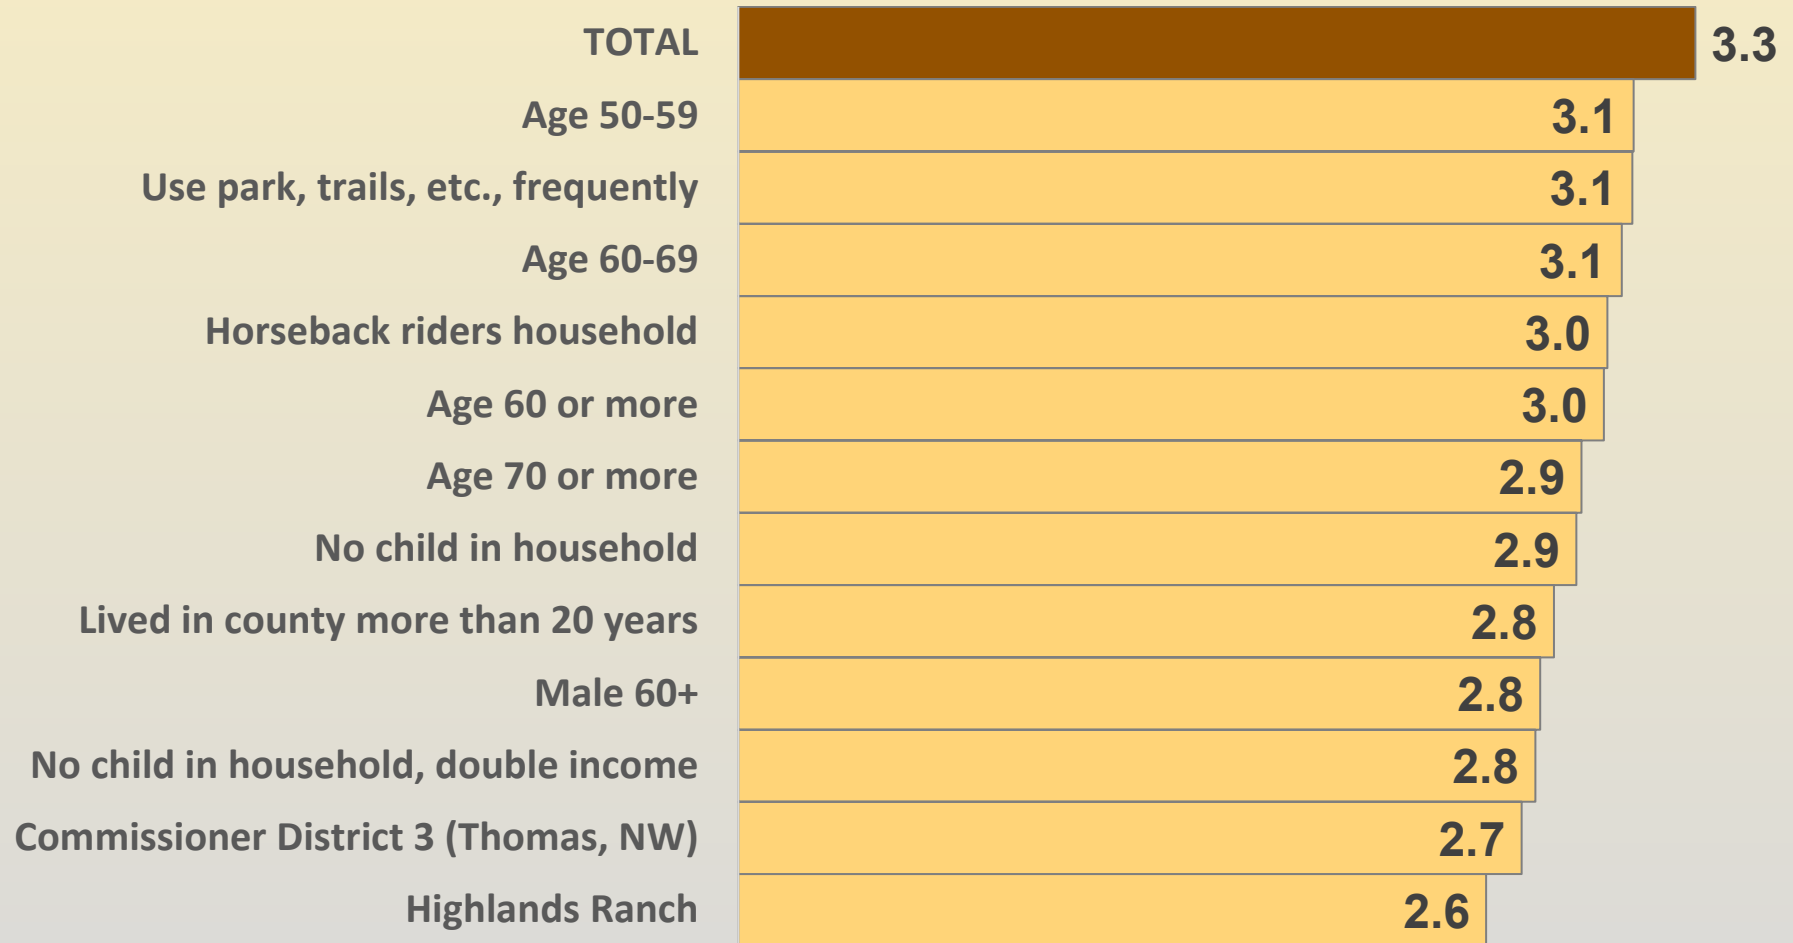 TOTAL 3.3
Age 50-59 3.1
Use park, trails, etc., frequently 3.1
Age 60-69 3.1
Horseback riders household 3.0
Age 60 or more 3.0
Age 70 or more 2.9
No child in household 2.9
Lived in county more than 20 years 2.8
Male 60+ 2.8
No child in household, double income 2.8
Commissioner District 3 (Thomas, NW) 2.7
Highlands Ranch 2.6